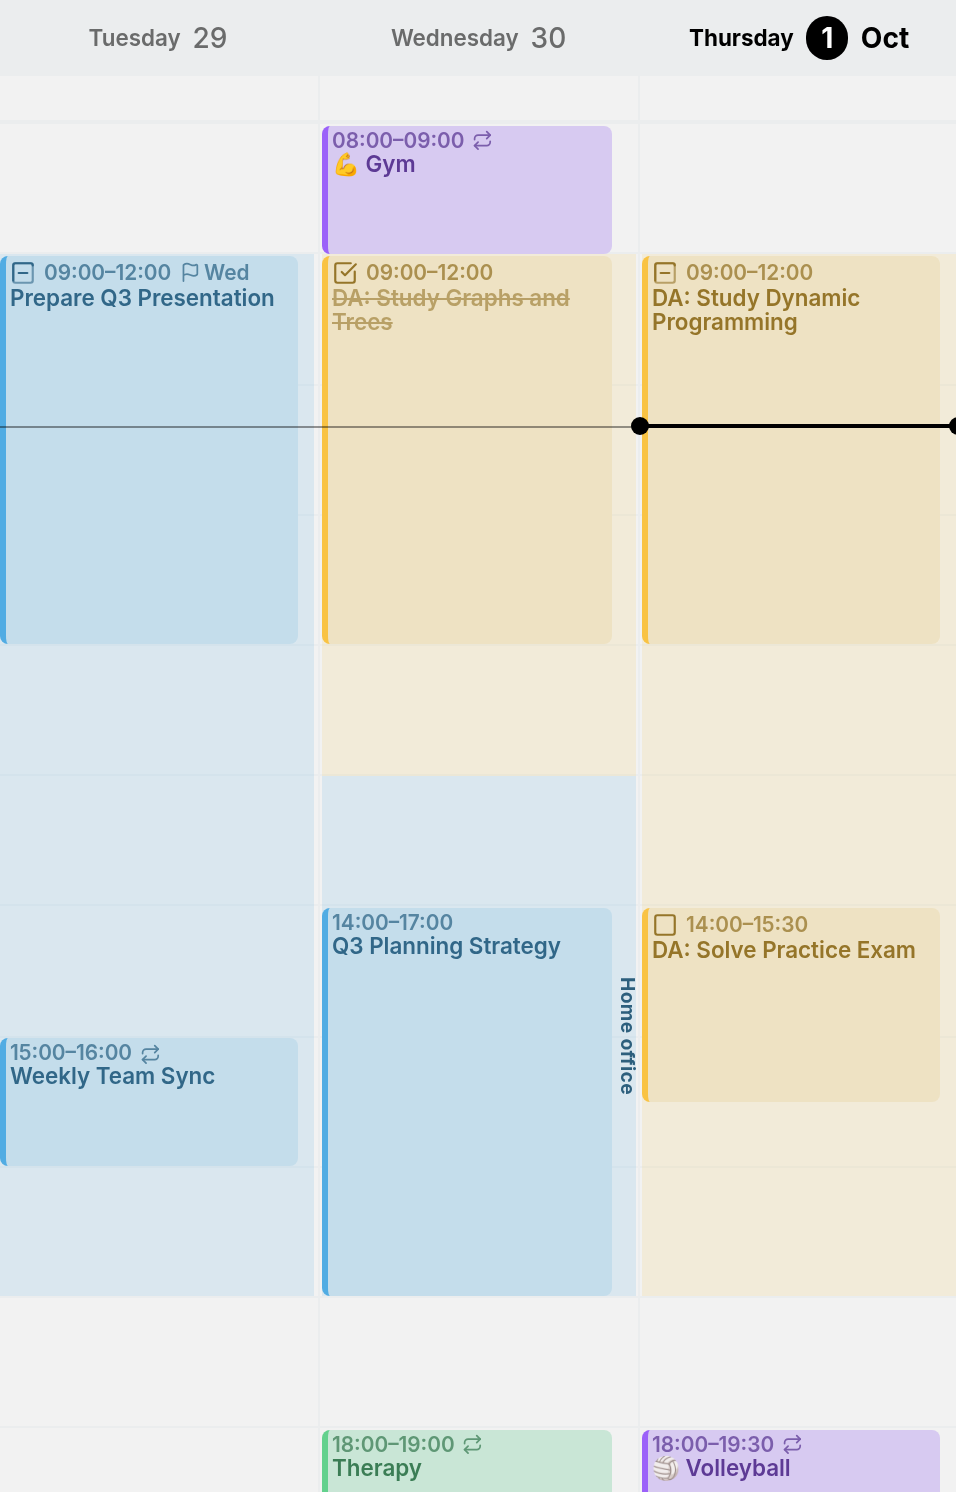 Tuesday 29
Wednesday 30
Thursday 1 Oct
09:00–12:00 Wed
Prepare Q3 Presentation
15:00–16:00
Weekly Team Sync
08:00–09:00
💪 Gym
09:00–12:00
DA: Study Graphs and
Trees
14:00–17:00
Q3 Planning Strategy
Home office
18:00–19:00
Therapy
09:00–12:00
DA: Study Dynamic
Programming
14:00–15:30
DA: Solve Practice Exam
18:00–19:30
🏐 Volleyball